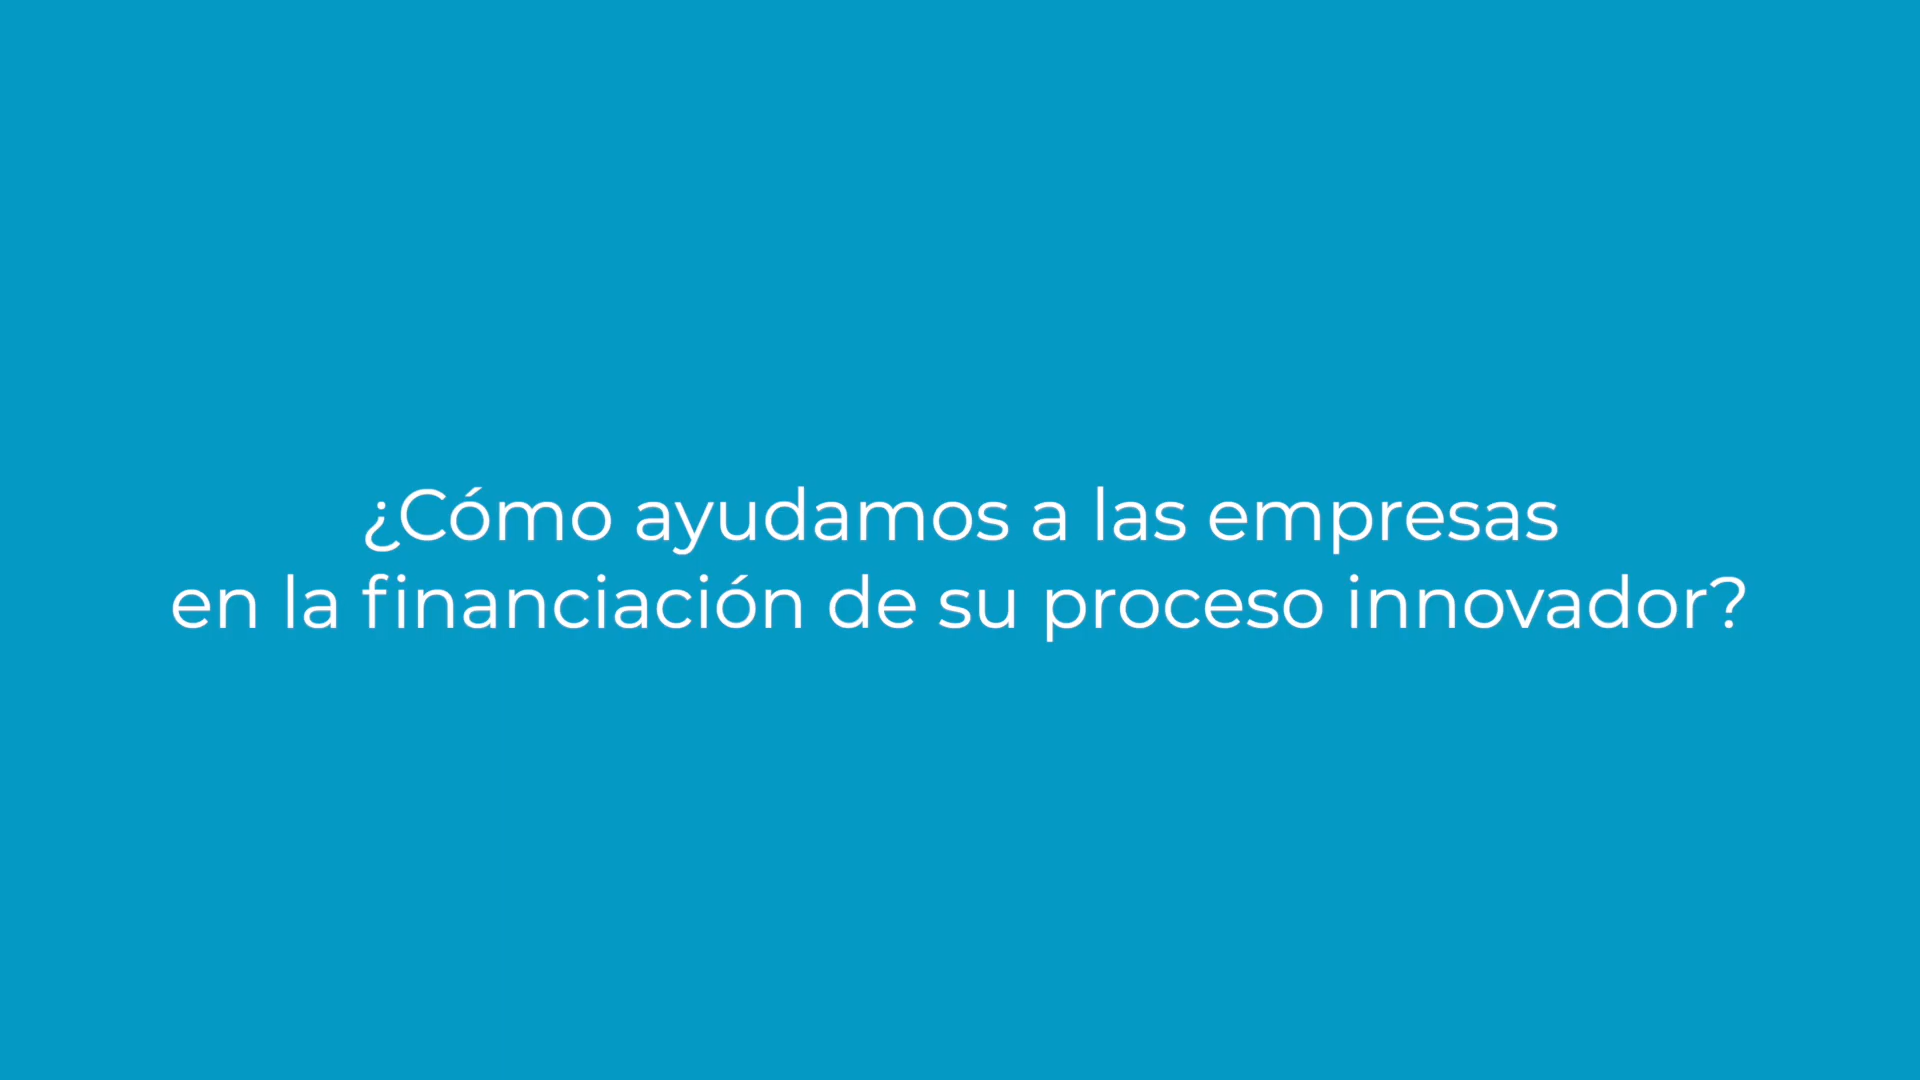 ¿Cómo ayudamos a las empresas
en la financiación de su proceso innovador?